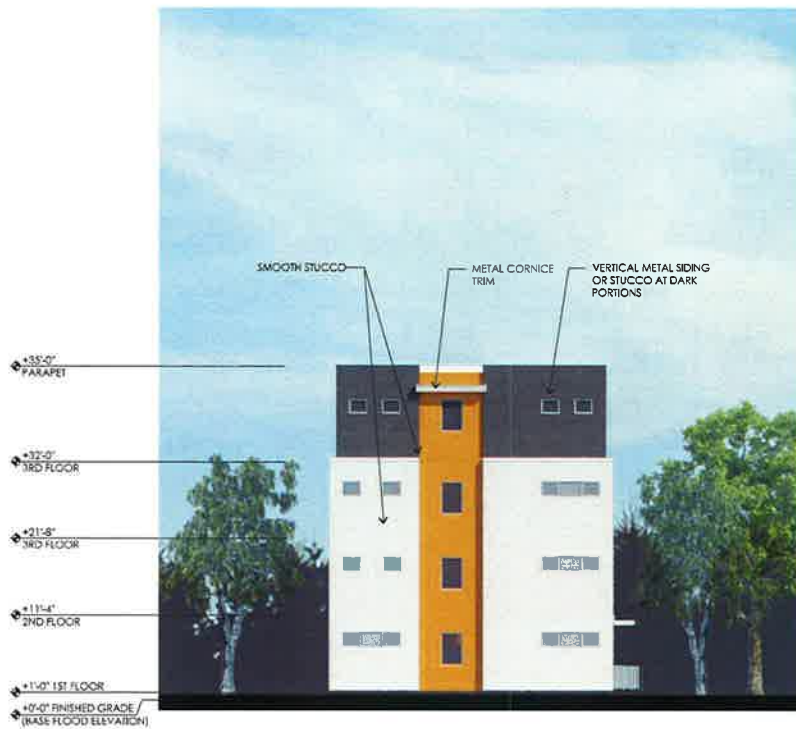 SMOOTH STUCCO
METAL CORNICE
TRIM
VERTICAL METAL SIDING
OR STUCCO AT DARK
PORTIONS
+35'-0"
PARAPET
+32'-0"
3RD FLOOR
+21'-8"
3RD FLOOR
+11'-4"
2ND FLOOR
+1'-0" 1ST FLOOR
+0'-0" FINISHED GRADE
(BASE FLOOD ELEVATION)